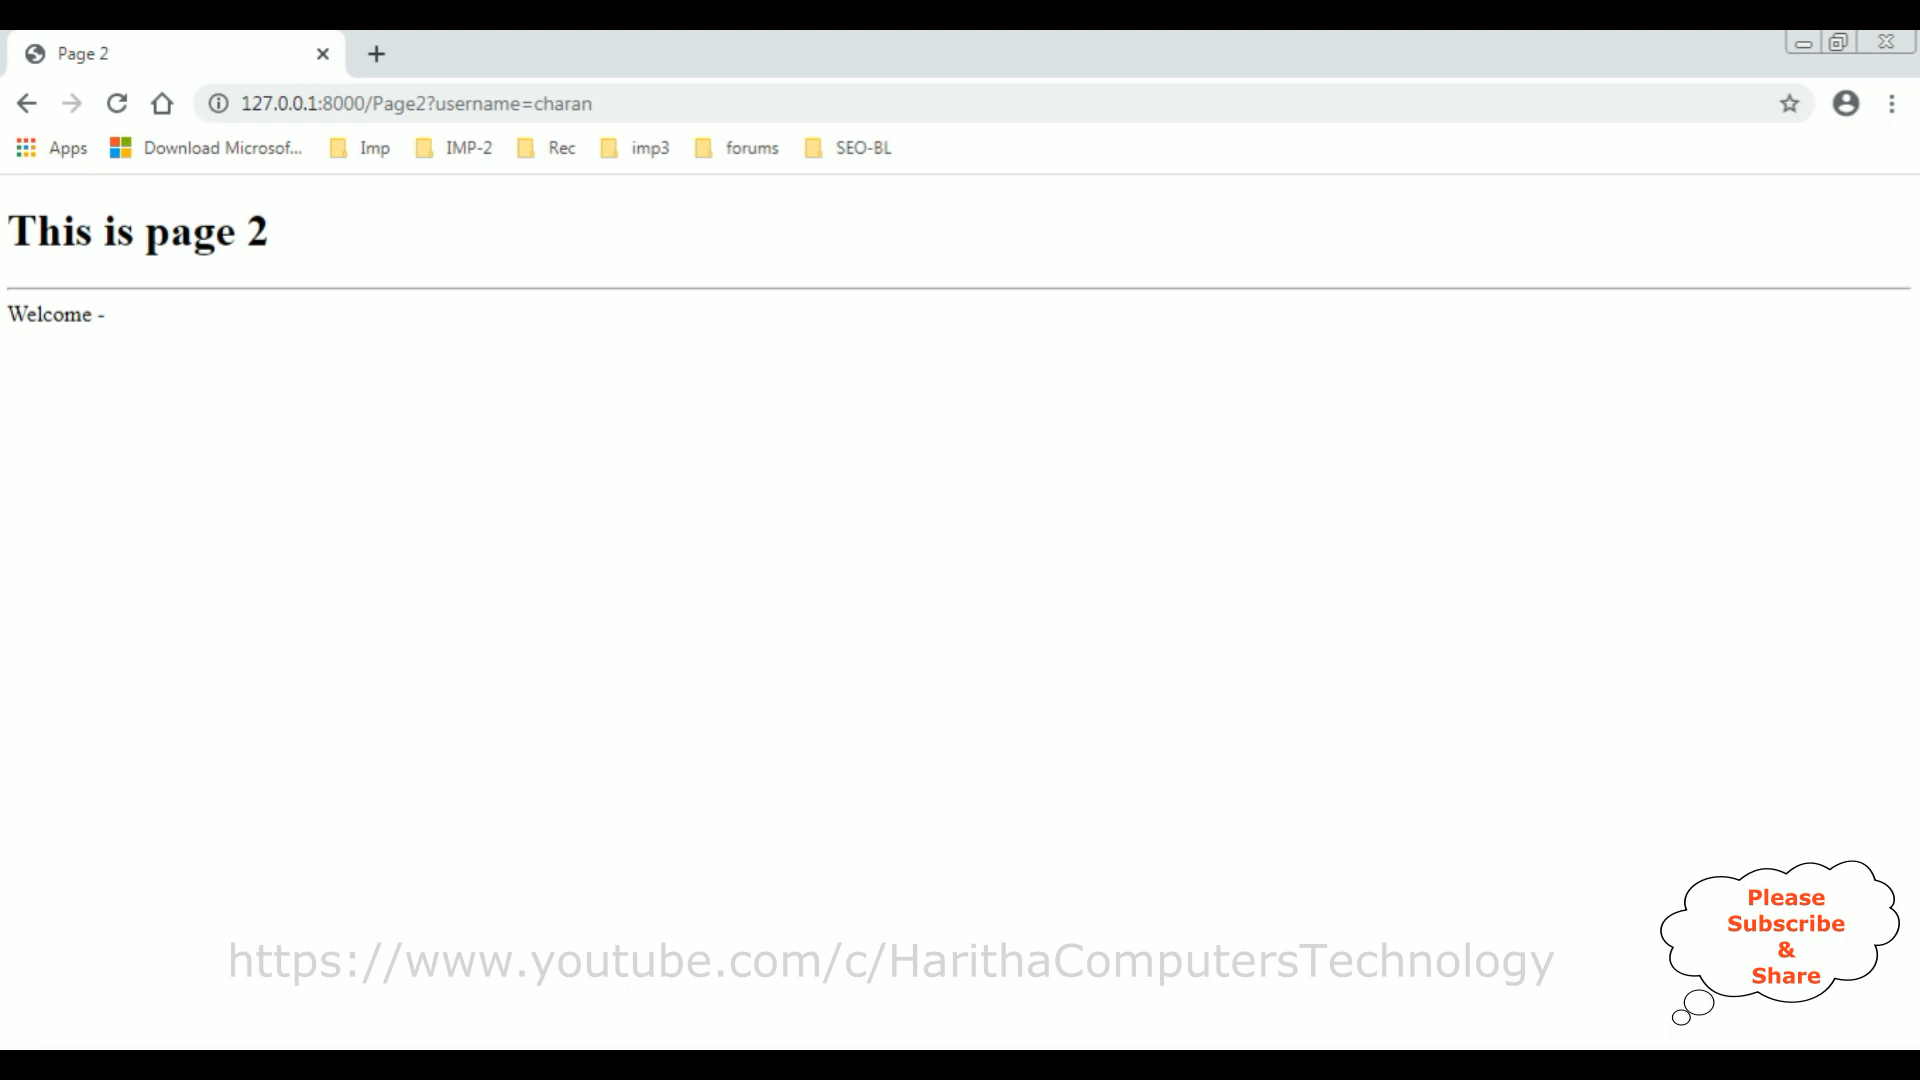 Page 2
127.0.0.1:8000/Page2?username=charan
Apps Download Microsof... Imp IMP-2 Rec imp3 forums SEO-BL
This is page 2
Welcome -
https://www.youtube.com/c/HarithaComputersTechnology
Please
Subscribe
&
Share